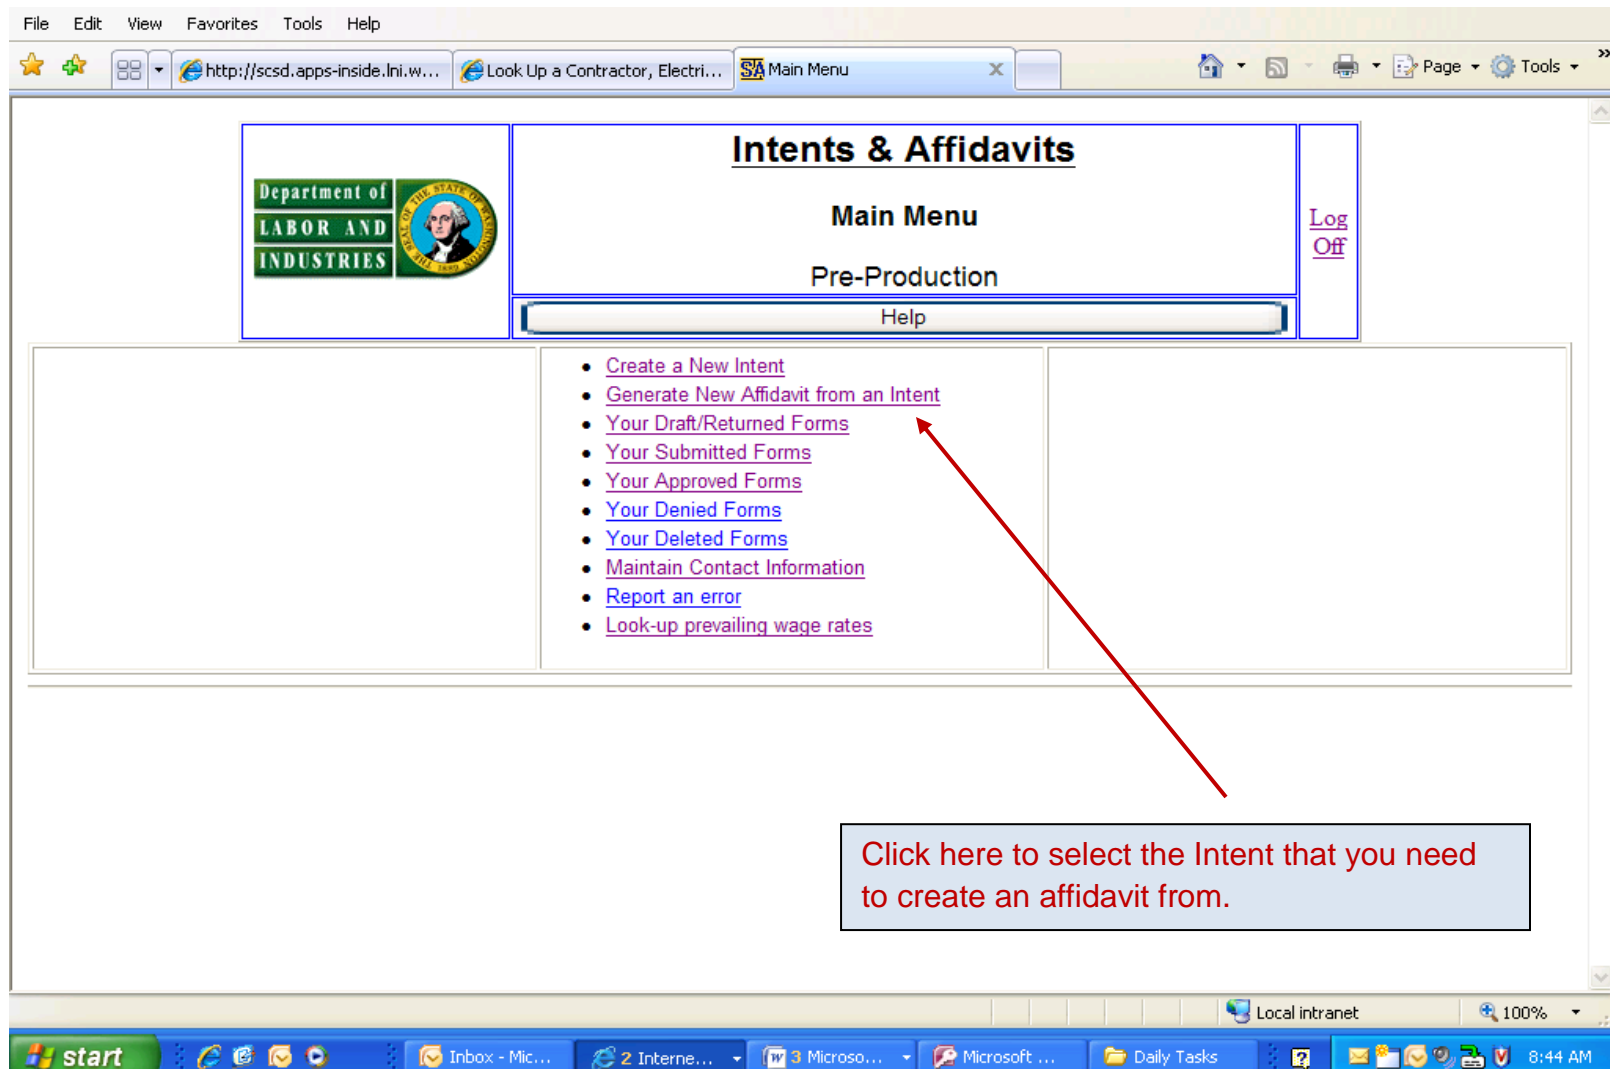 File Edit View Favorites Tools Help
http://scsd.apps-inside.lni.w... Look Up a Contractor, Electri... SA Main Menu x Page Tools »
Intents & Affidavits
Department of
LABOR AND
INDUSTRIES
Main Menu
Log
Off
Pre-Production
Help
• Create a New Intent
• Generate New Affidavit from an Intent
• Your Draft/Returned Forms
• Your Submitted Forms
• Your Approved Forms
• Your Denied Forms
• Your Deleted Forms
• Maintain Contact Information
• Report an error
• Look-up prevailing wage rates
Click here to select the Intent that you need
to create an affidavit from.
Local intranet 100%
start Inbox - Mic... 2 Interne... 3 Microso... Microsoft ... Daily Tasks 8:44 AM